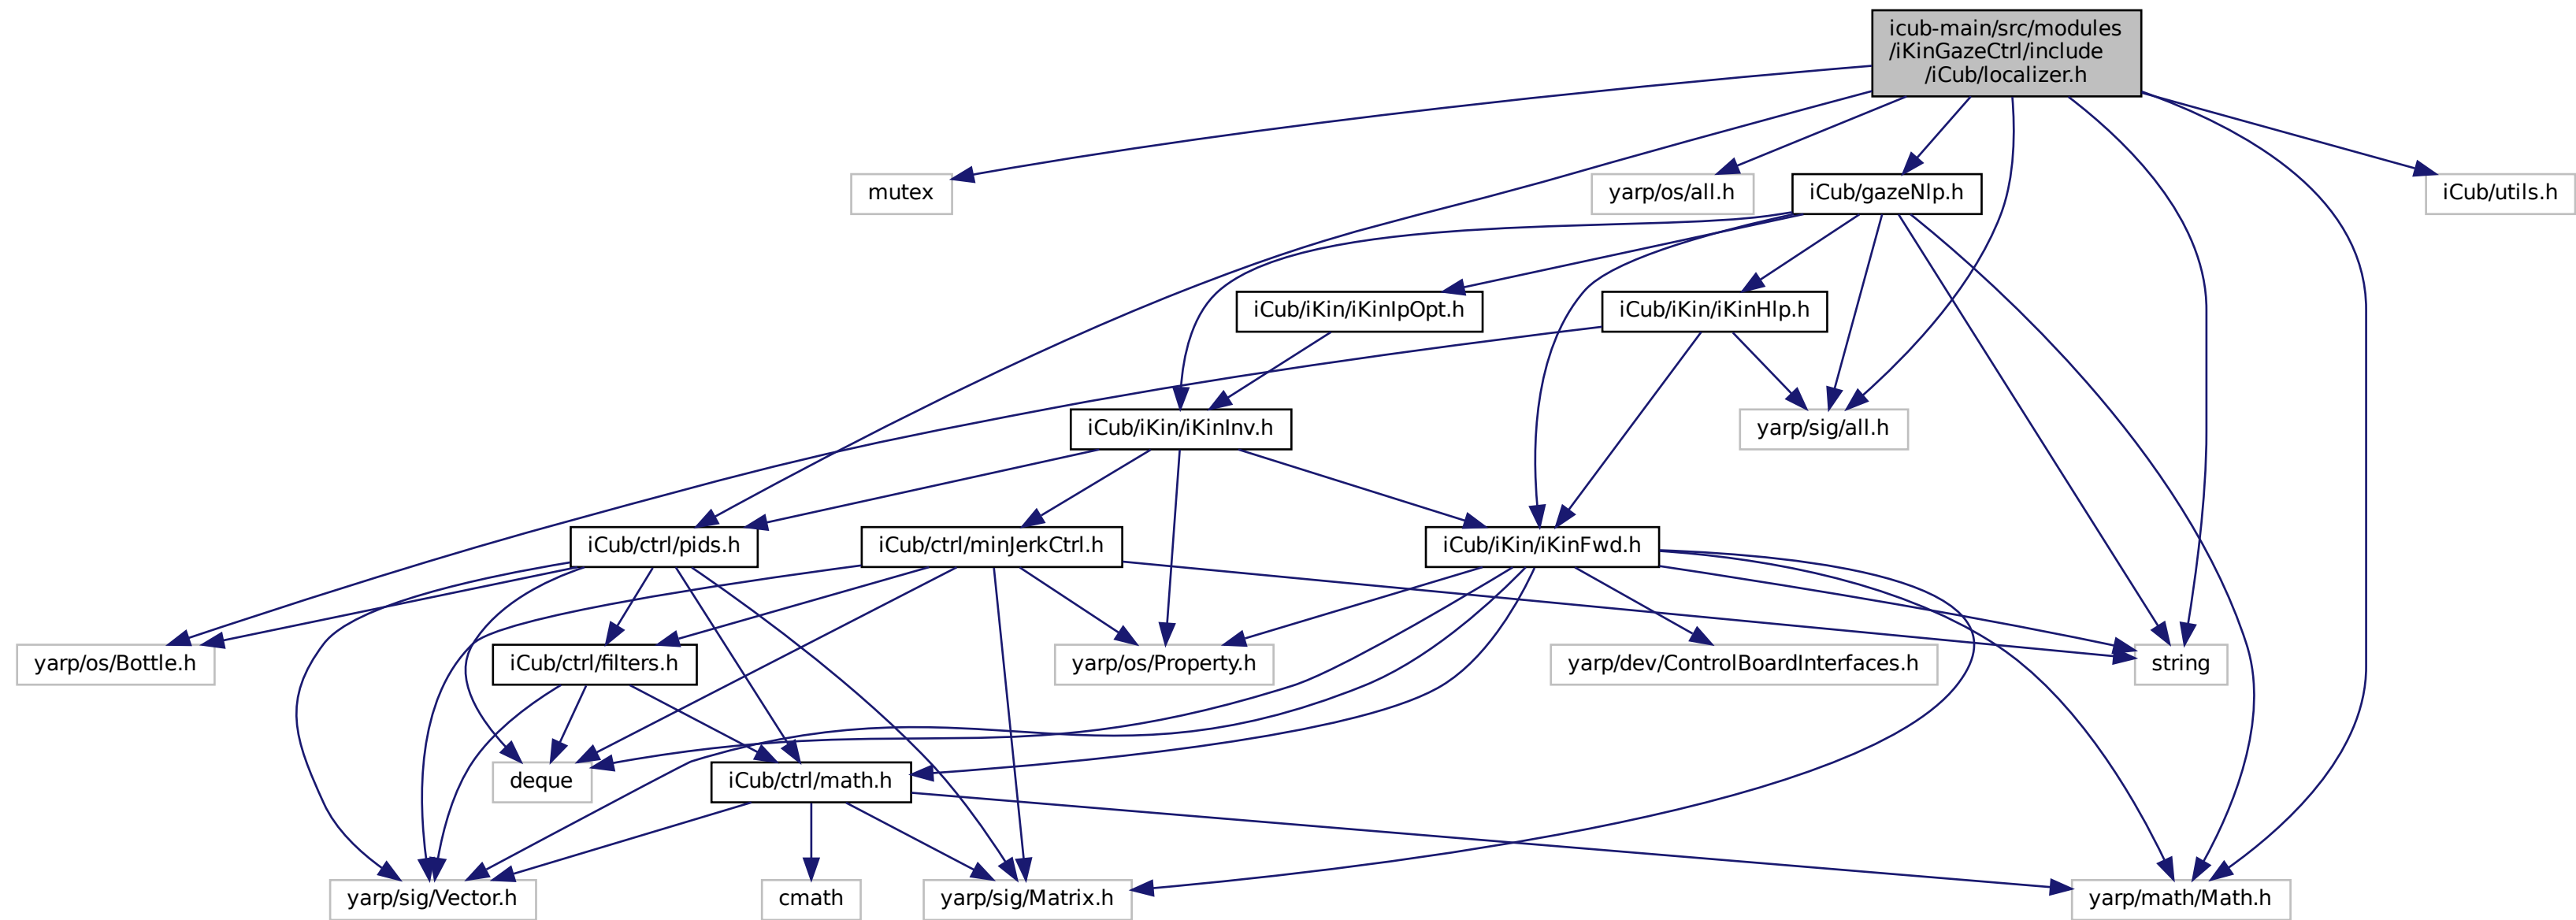 icub-main/src/modules
/iKinGazeCtrl/include
/iCub/localizer.h
mutex
yarp/os/all.h
iCub/gazeNlp.h
iCub/utils.h
iCub/iKin/iKinIpOpt.h
iCub/iKin/iKinHlp.h
iCub/iKin/iKinInv.h
yarp/sig/all.h
iCub/ctrl/pids.h
iCub/ctrl/minJerkCtrl.h
iCub/iKin/iKinFwd.h
yarp/os/Bottle.h
iCub/ctrl/filters.h
yarp/os/Property.h
yarp/dev/ControlBoardInterfaces.h
string
deque
iCub/ctrl/math.h
yarp/sig/Vector.h
cmath
yarp/sig/Matrix.h
yarp/math/Math.h